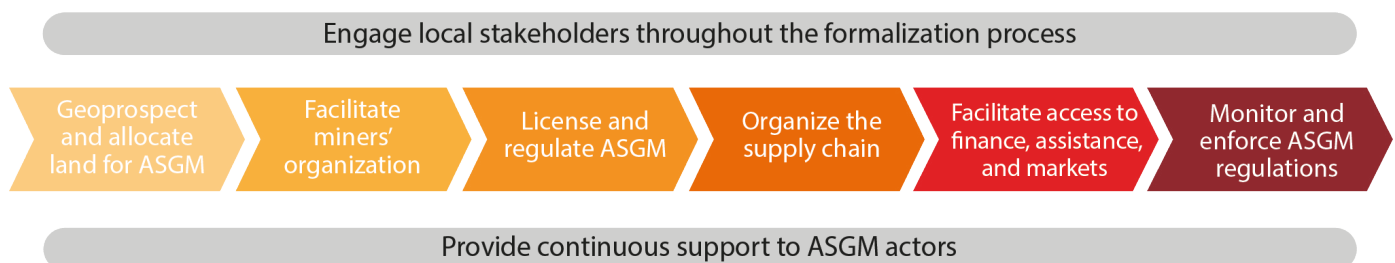 Engage local stakeholders throughout the formalization process
Geoprospect
and allocate
land for ASGM
Facilitate
miners’
organization
License and
regulate ASGM
Organize the
supply chain
Facilitate access to
finance, assistance,
and markets
Monitor and
enforce ASGM
regulations
Provide continuous support to ASGM actors